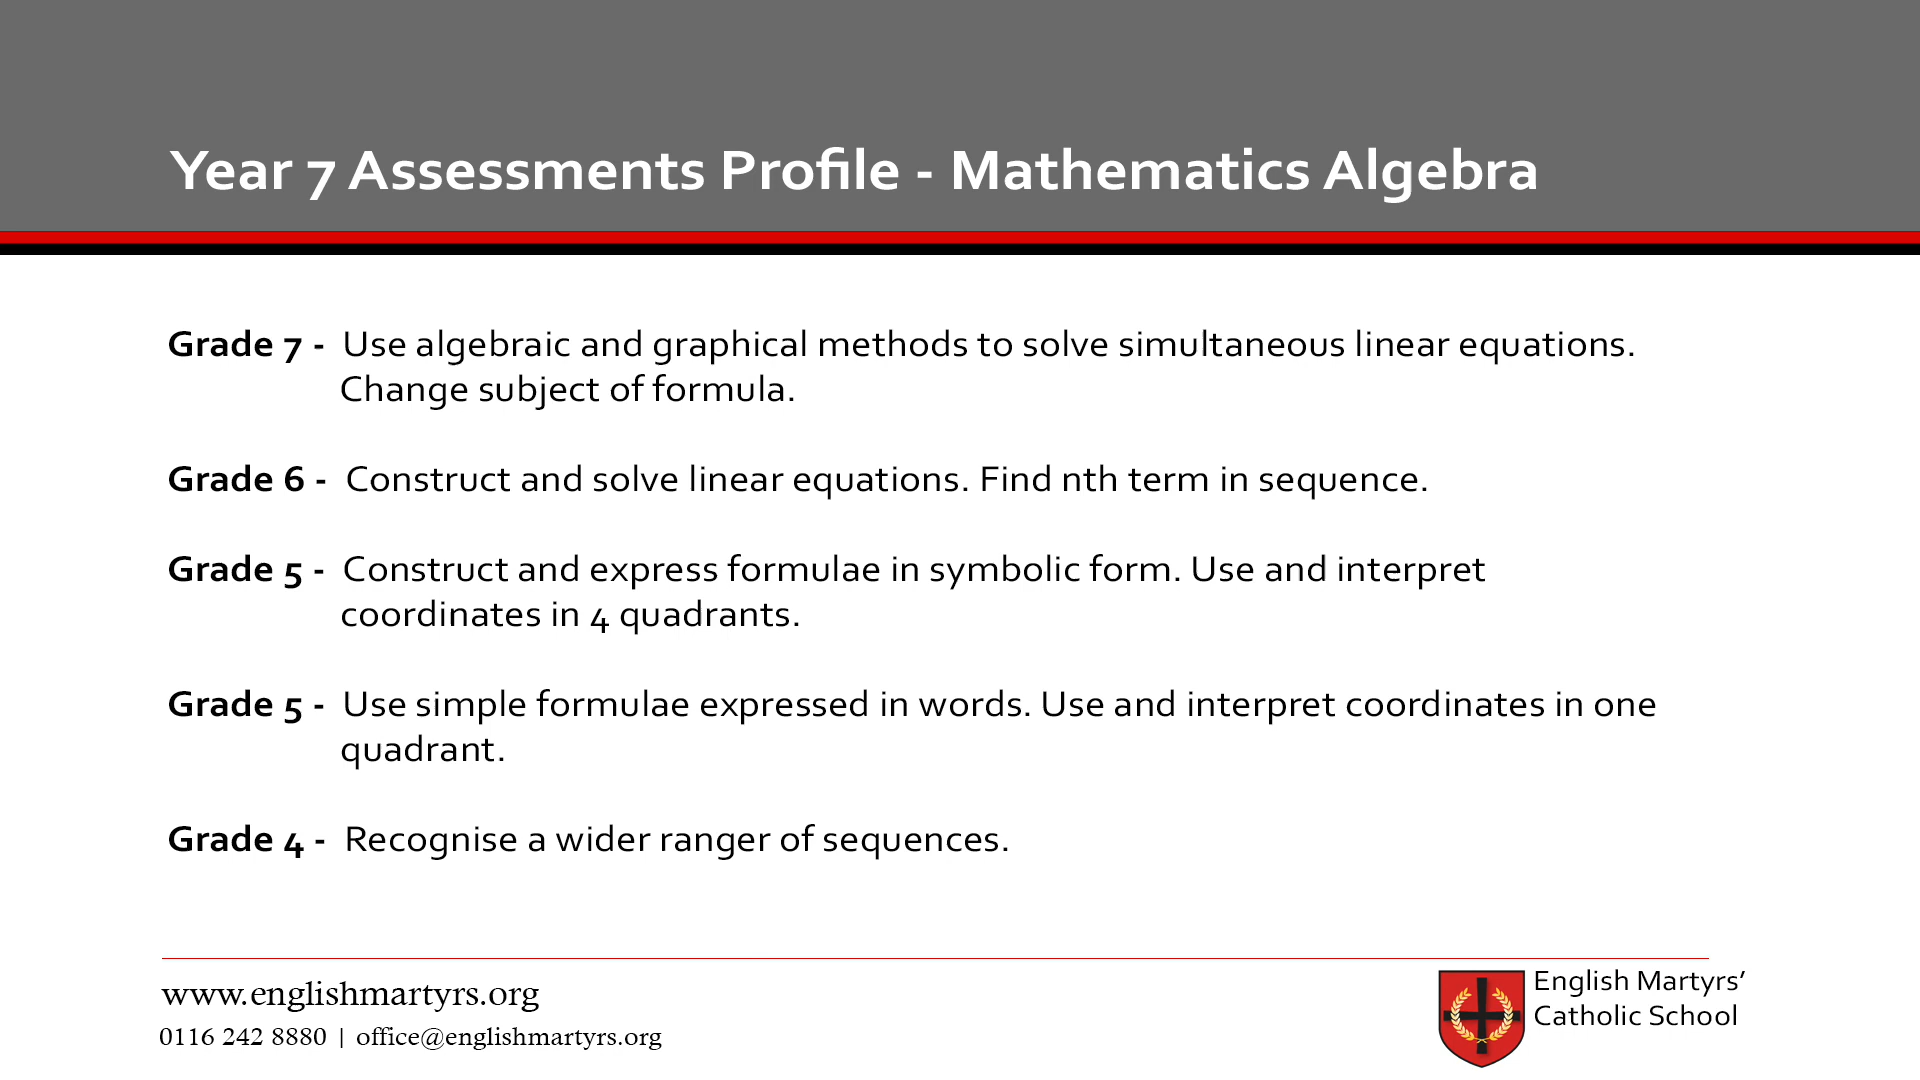 Year 7 Assessments Profile - Mathematics Algebra
Grade 7 - Use algebraic and graphical methods to solve simultaneous linear equations.
Change subject of formula.
Grade 6 - Construct and solve linear equations. Find nth term in sequence.
Grade 5 - Construct and express formulae in symbolic form. Use and interpret
coordinates in 4 quadrants.
Grade 5 - Use simple formulae expressed in words. Use and interpret coordinates in one
quadrant.
Grade 4 - Recognise a wider ranger of sequences.
www.englishmartyrs.org
0116 242 8880 | office@englishmartyrs.org
English Martyrs’
Catholic School